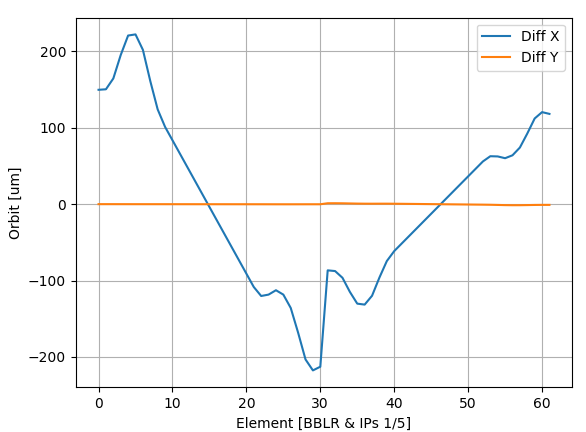 Diff X
Diff Y
200
100
0
−100
−200
Orbit [um]
0 10 20 30 40 50 60
Element [BBLR & IPs 1/5]